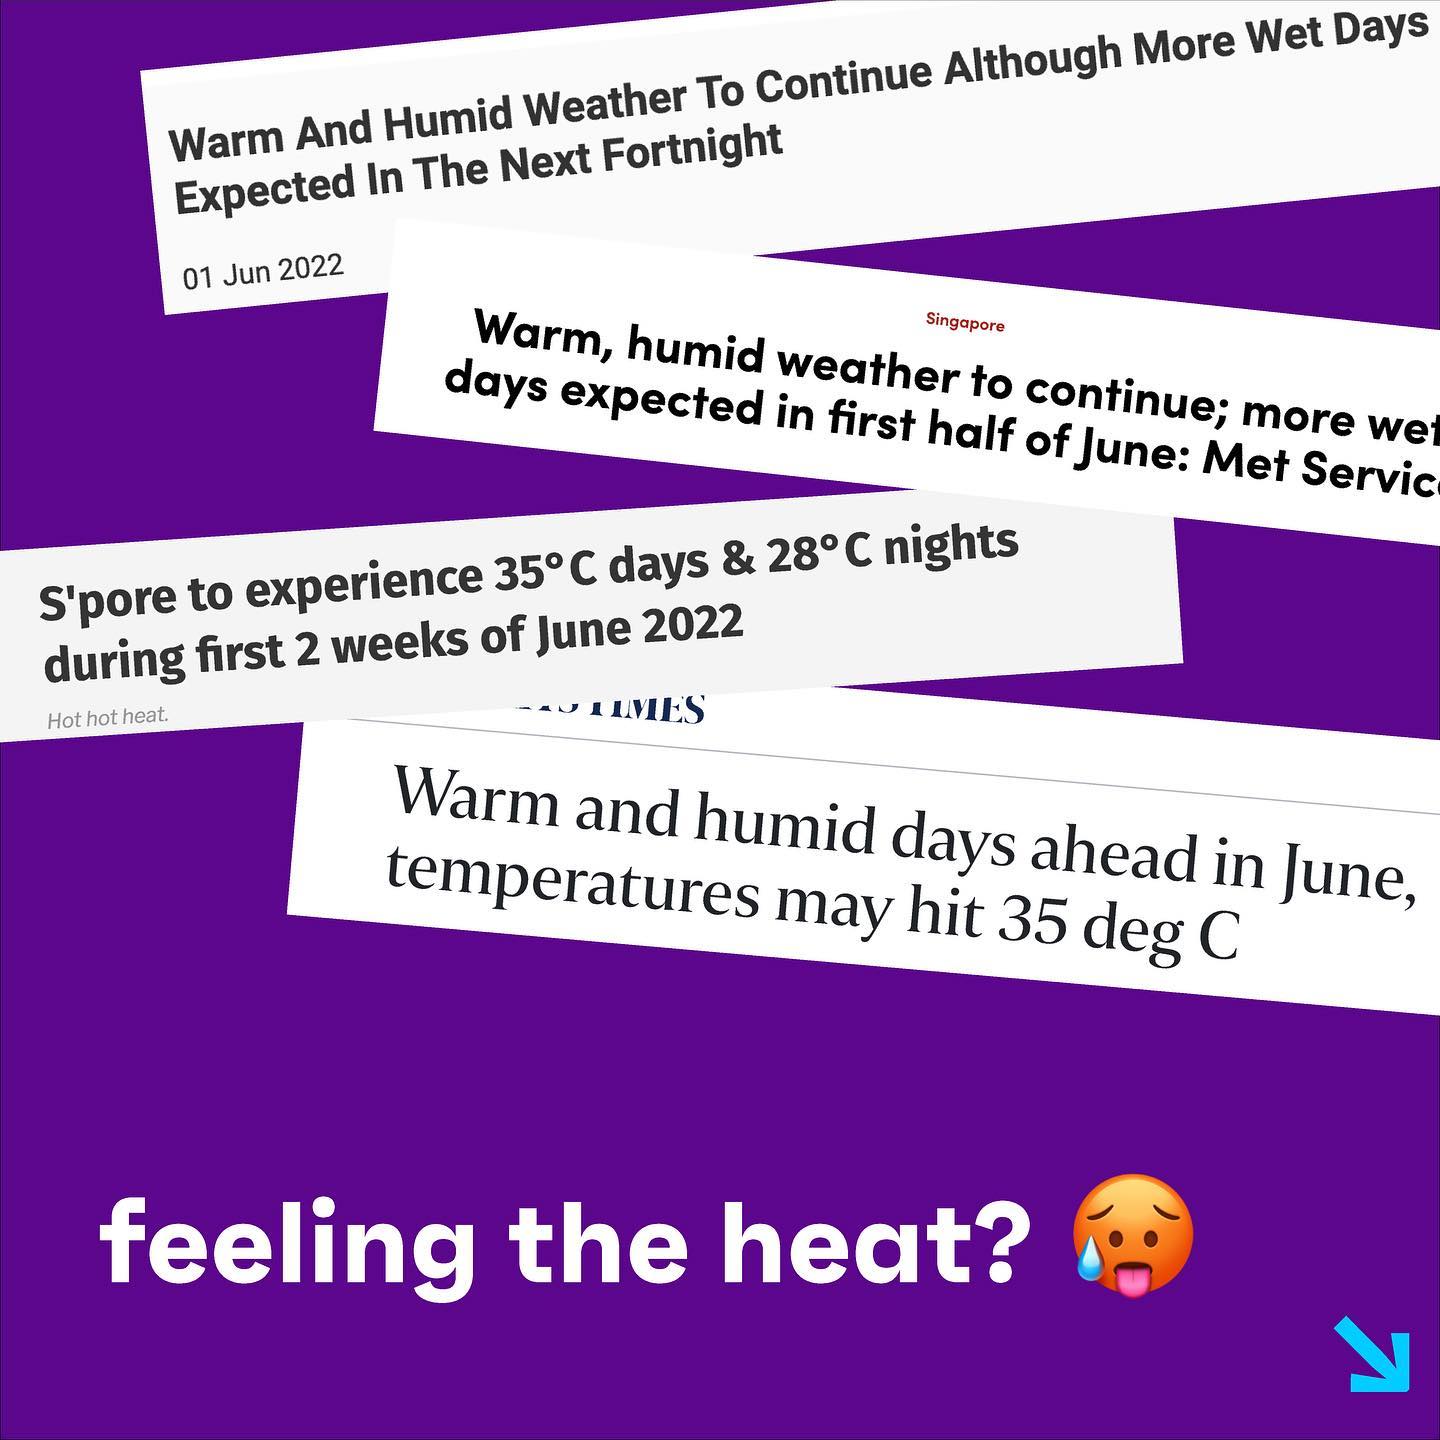 Warm And Humid Weather To Continue Although More Wet Days
Expected In The Next Fortnight
01 Jun 2022
Singapore
Warm, humid weather to continue; more wet
days expected in first half of June: Met Service
S'pore to experience 35°C days & 28°C nights
during first 2 weeks of June 2022
Hot hot heat.
TIMES
Warm and humid days ahead in June,
temperatures may hit 35 deg C
feeling the heat? 🥵